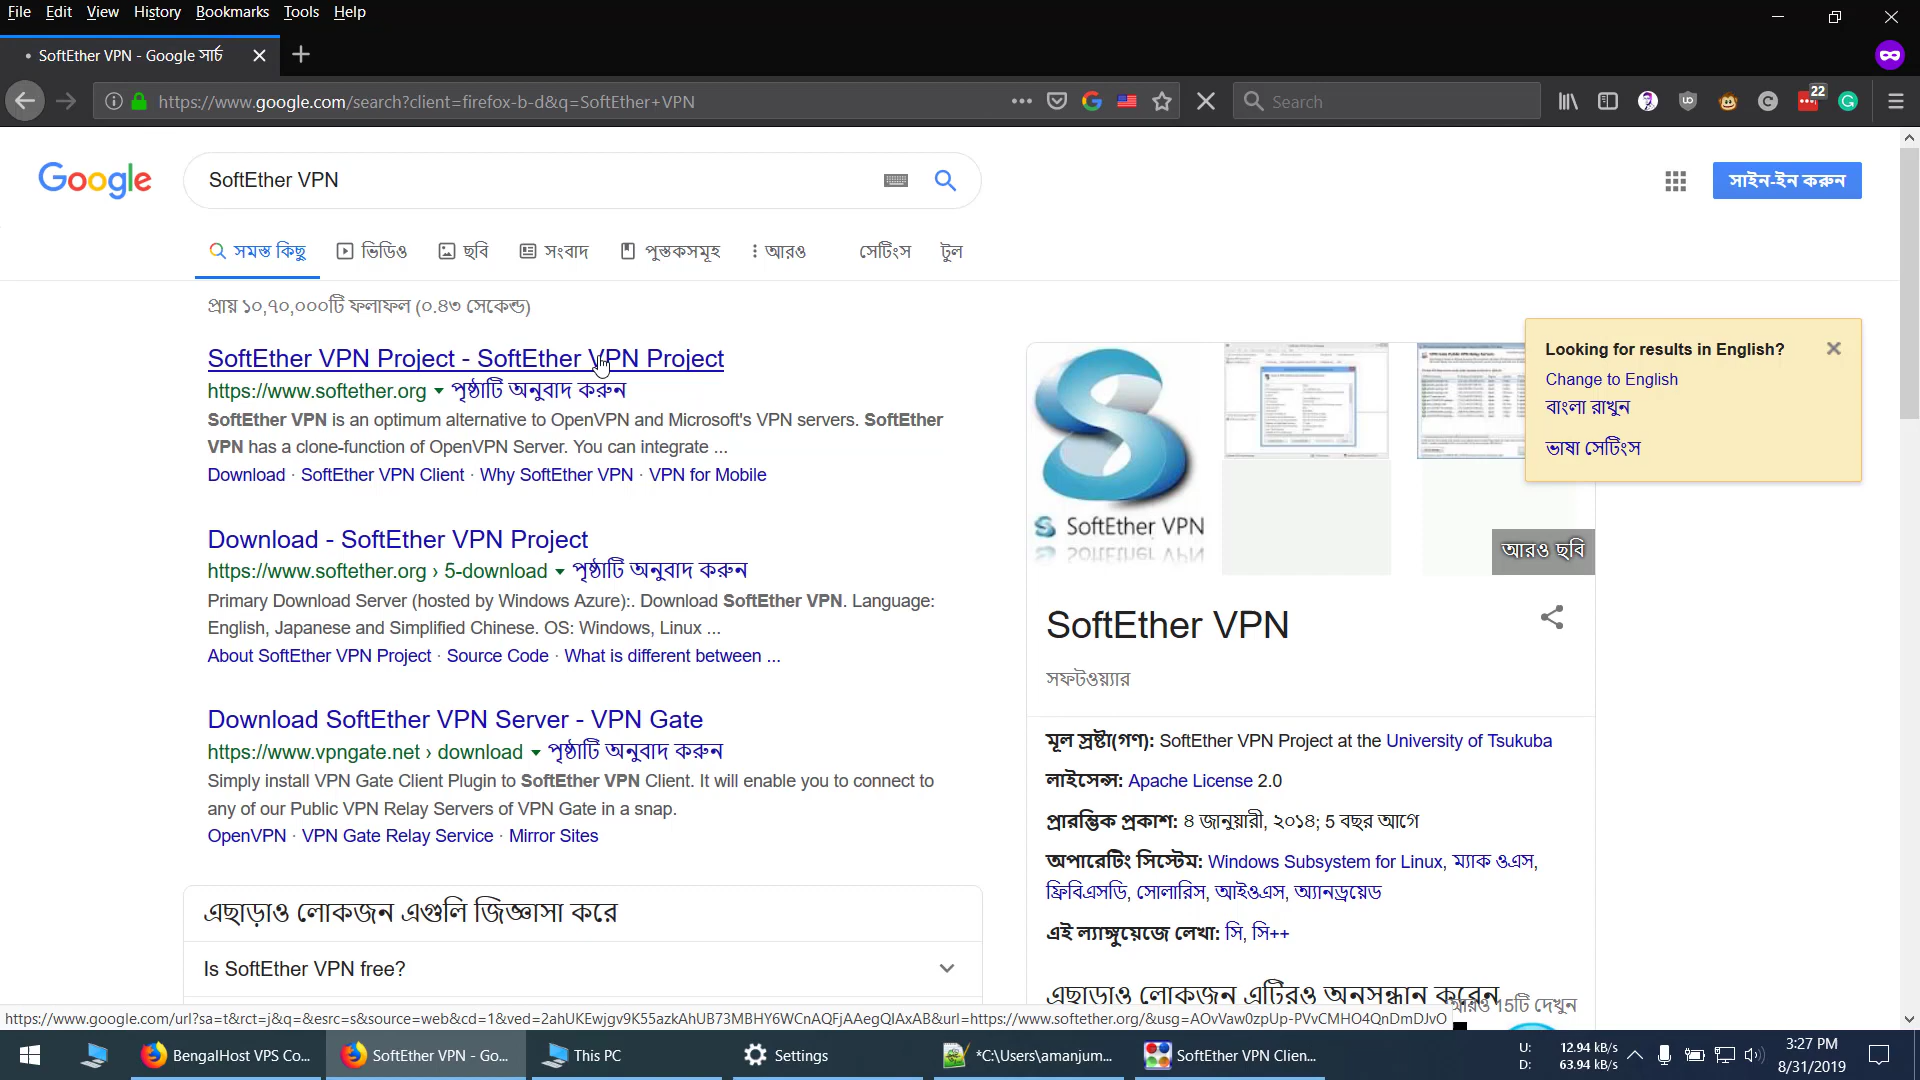 File Edit View History Bookmarks Tools Help
SoftEther VPN - Google সার্চ
https://www.google.com/search?client=firefox-b-d&q=SoftEther+VPN
Search
22
Google
SoftEther VPN
সাইন-ইন করুন
সমস্ত কিছু ভিডিও ছবি সংবাদ পুস্তকসমূহ আরও সেটিংস টুল
প্রায় ১০,৭০,০০০টি ফলাফল (০.৪৩ সেকেন্ড)
SoftEther VPN Project - SoftEther VPN Project
https://www.softether.org পৃষ্ঠাটি অনুবাদ করুন
SoftEther VPN is an optimum alternative to OpenVPN and Microsoft's VPN servers. SoftEther
VPN has a clone-function of OpenVPN Server. You can integrate ...
Download · SoftEther VPN Client · Why SoftEther VPN · VPN for Mobile
Download - SoftEther VPN Project
https://www.softether.org › 5-download পৃষ্ঠাটি অনুবাদ করুন
Primary Download Server (hosted by Windows Azure):. Download SoftEther VPN. Language:
English, Japanese and Simplified Chinese. OS: Windows, Linux ...
About SoftEther VPN Project · Source Code · What is different between ...
Download SoftEther VPN Server - VPN Gate
https://www.vpngate.net › download পৃষ্ঠাটি অনুবাদ করুন
Simply install VPN Gate Client Plugin to SoftEther VPN Client. It will enable you to connect to
any of our Public VPN Relay Servers of VPN Gate in a snap.
OpenVPN · VPN Gate Relay Service · Mirror Sites
এছাড়াও লোকজন এগুলি জিজ্ঞাসা করে
Is SoftEther VPN free?
Looking for results in English?
Change to English
বাংলা রাখুন
ভাষা সেটিংস
SoftEther VPN
আরও ছবি
SoftEther VPN
সফটওয়্যার
মূল স্রষ্টা(গণ): SoftEther VPN Project at the University of Tsukuba
লাইসেন্স: Apache License 2.0
প্রারম্ভিক প্রকাশ: ৪ জানুয়ারী, ২০১৪; 5 বছর আগে
অপারেটিং সিস্টেম: Windows Subsystem for Linux, ম্যাক ওএস,
ফ্রিবিএসডি, সোলারিস, আইওএস, অ্যানড্রয়েড
এই ল্যাঙ্গুয়েজে লেখা: সি, সি++
এছাড়াও লোকজন এটিরও অনুসন্ধান করেন
আরও 15টি দেখুন
https://www.google.com/url?sa=t&rct=j&q=&esrc=s&source=web&cd=1&ved=2ahUKEwjgv9K55azkAhUB73MBHY6WCnAQFjAAegQIAxAB&url=https://www.softether.org/&usg=AOvVaw0zpUp-PVvCMHO4QnDmDJvO
BengalHost VPS Co... SoftEther VPN - Go... This PC Settings *C:\Users\amanjum... SoftEther VPN Clien...
U: 12.94 kB/s
D: 63.94 kB/s
3:27 PM
8/31/2019